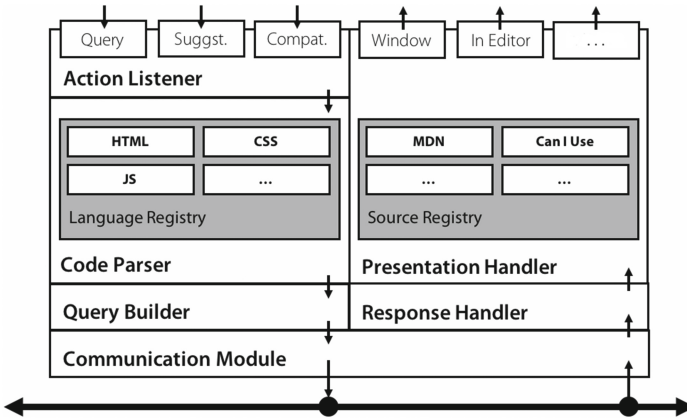 Query Suggst. Compat. Window In Editor ...
Action Listener
HTML CSS MDN Can I Use
JS ... ... ...
Language Registry Source Registry
Code Parser Presentation Handler
Query Builder Response Handler
Communication Module